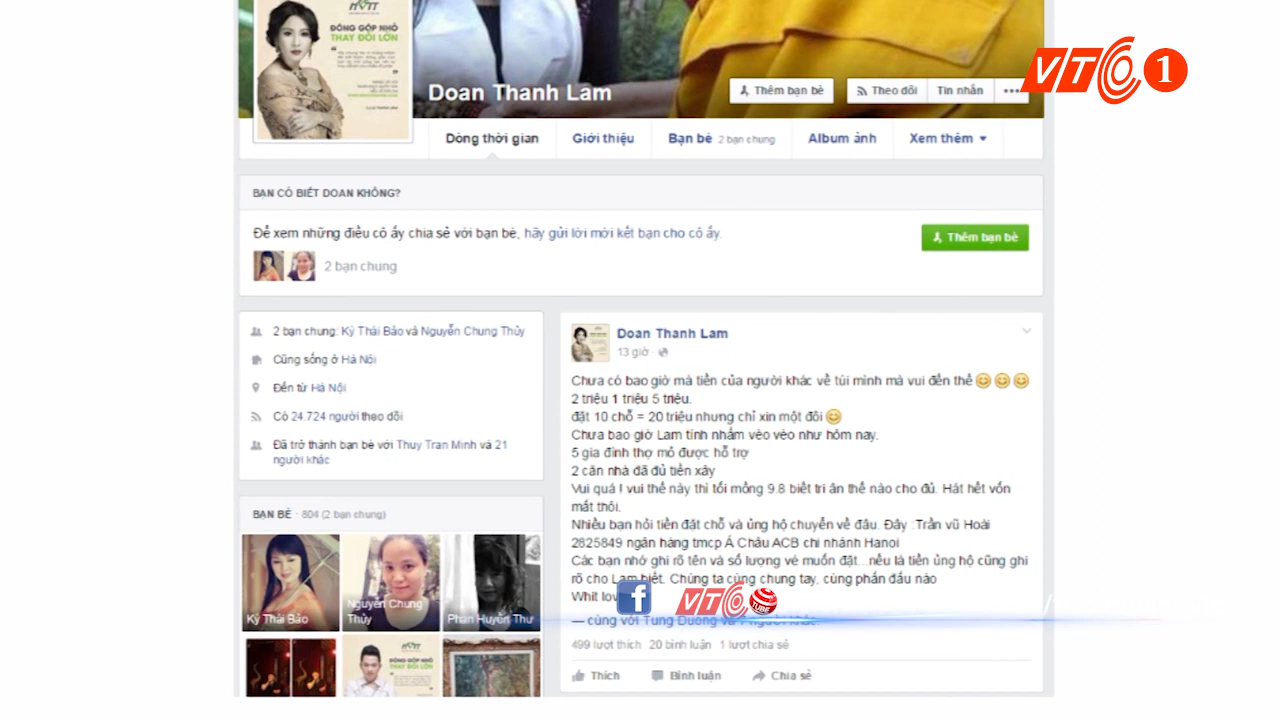 MVTT
ĐÓNG GÓP NHỎ
THAY ĐỔI LỚN
VTC 1
Doan Thanh Lam
Thêm bạn bè
Theo dõi
Tin nhắn
•••
Dòng thời gian
Giới thiệu
Bạn bè 2 bạn chung
Album ảnh
Xem thêm
BẠN CÓ BIẾT DOAN KHÔNG?
Để xem những điều cô ấy chia sẻ với bạn bè, hãy gửi lời mời kết bạn cho cô ấy.
Thêm bạn bè
2 bạn chung
2 bạn chung: Kỳ Thái Bảo và Nguyễn Chung Thủy
Cũng sống ở Hà Nội
Đến từ Hà Nội
Có 24.724 người theo dõi
Đã trở thành bạn bè với Thuy Tran Minh và 21
người khác
BẠN BÈ · 804 (2 bạn chung)
Kỳ Thái Bảo
Nguyễn Chung
Thủy
Phan Huyền Thư
ĐÓNG GÓP NHỎ
THAY ĐỔI LỚN
Doan Thanh Lam
13 giờ ·
Chưa có bao giờ mà tiền của người khác về túi mình mà vui đến thế 😊 😊 😊
2 triệu 1 triệu 5 triệu.
đặt 10 chỗ = 20 triệu nhưng chỉ xin một đôi 😊
Chưa bao giờ Lam tính nhẩm vèo vèo như hôm nay.
5 gia đình thợ mỏ được hỗ trợ
2 căn nhà đã đủ tiền xây
Vui quá ! vui thế này thì tối mồng 9.8 biết tri ân thế nào cho đủ. Hát hết vốn
mất thôi.
Nhiều bạn hỏi tiền đặt chỗ và ủng hộ chuyển về đâu. Đây :Trần vũ Hoài
2825849 ngân hàng tmcp Á Châu ACB chi nhánh Hanoi
Các bạn nhớ ghi rõ tên và số lượng vé muốn đặt...nếu là tiền ủng hộ cũng ghi
rõ cho Lam biết. Chúng ta cùng chung tay, cùng phấn đấu nào
Whit lov
f VTC TUBE /
— cùng với Tung Duong và 7 người khác.
499 lượt thích 20 bình luận 1 lượt chia sẻ
Thích
Bình luận
Chia sẻ